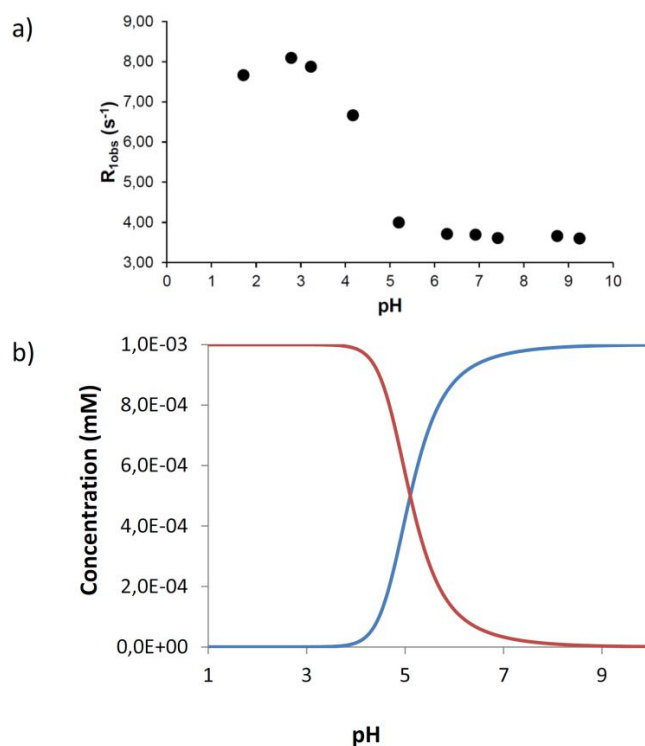 a)
9,00
8,00
7,00
6,00
5,00
4,00
3,00
R1obs (s-1)
0 1 2 3 4 5 6 7 8 9 10
pH
b)
1,0E-03
8,0E-04
6,0E-04
4,0E-04
2,0E-04
0,0E+00
Concentration (mM)
1 3 5 7 9
pH